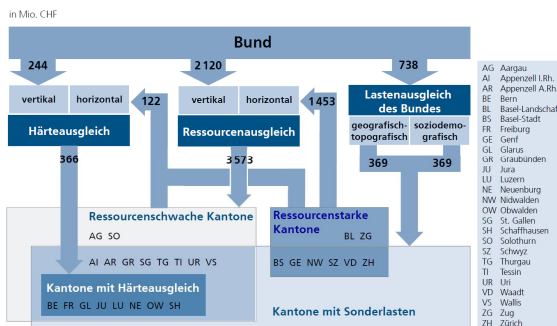 in Mio. CHF
Bund
244
2 120
738
vertikal
horizontal
122
vertikal
horizontal
1 453
Lastenausgleich
des Bundes
Härteausgleich
Ressourcenausgleich
geografisch-
topografisch
soziodemo-
grafisch
366
3 573
369
369
Ressourcenschwache Kantone
AG SO
Ressourcenstarke
Kantone
BL ZG
AI AR GR SG TG TI UR VS
BS GE NW SZ VD ZH
Kantone mit Härteausgleich
BE FR GL JU LU NE OW SH
Kantone mit Sonderlasten
AG Aargau
AI Appenzell I.Rh.
AR Appenzell A.Rh.
BE Bern
BL Basel-Landschaf
BS Basel-Stadt
FR Freiburg
GE Genf
GL Glarus
GR Graubünden
JU Jura
LU Luzern
NE Neuenburg
NW Nidwalden
OW Obwalden
SG St. Gallen
SH Schaffhausen
SO Solothurn
SZ Schwyz
TG Thurgau
TI Tessin
UR Uri
VD Waadt
VS Wallis
ZG Zug
ZH Zürich